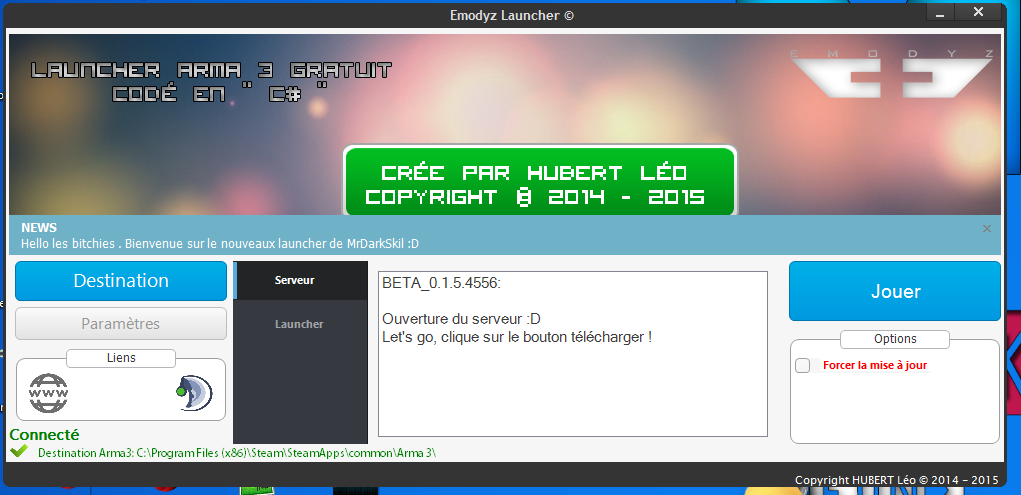 Emodyz Launcher ©
LAUNCHER ARMA 3 GRATUIT
CODÉ EN " C# "
EMODYZ
CRÉE PAR HUBERT LÉO
COPYRIGHT @ 2014 - 2015
NEWS
Hello les bitchies . Bienvenue sur le nouveaux launcher de MrDarkSkil :D
Destination
Paramètres
Liens
WWW
Serveur
Launcher
BETA_0.1.5.4556:
Ouverture du serveur :D
Let's go, clique sur le bouton télécharger !
Jouer
Options
Forcer la mise à jour
Connecté
Destination Arma3: C:\Program Files (x86)\Steam\SteamApps\common\Arma 3\
Copyright HUBERT Léo © 2014 - 2015